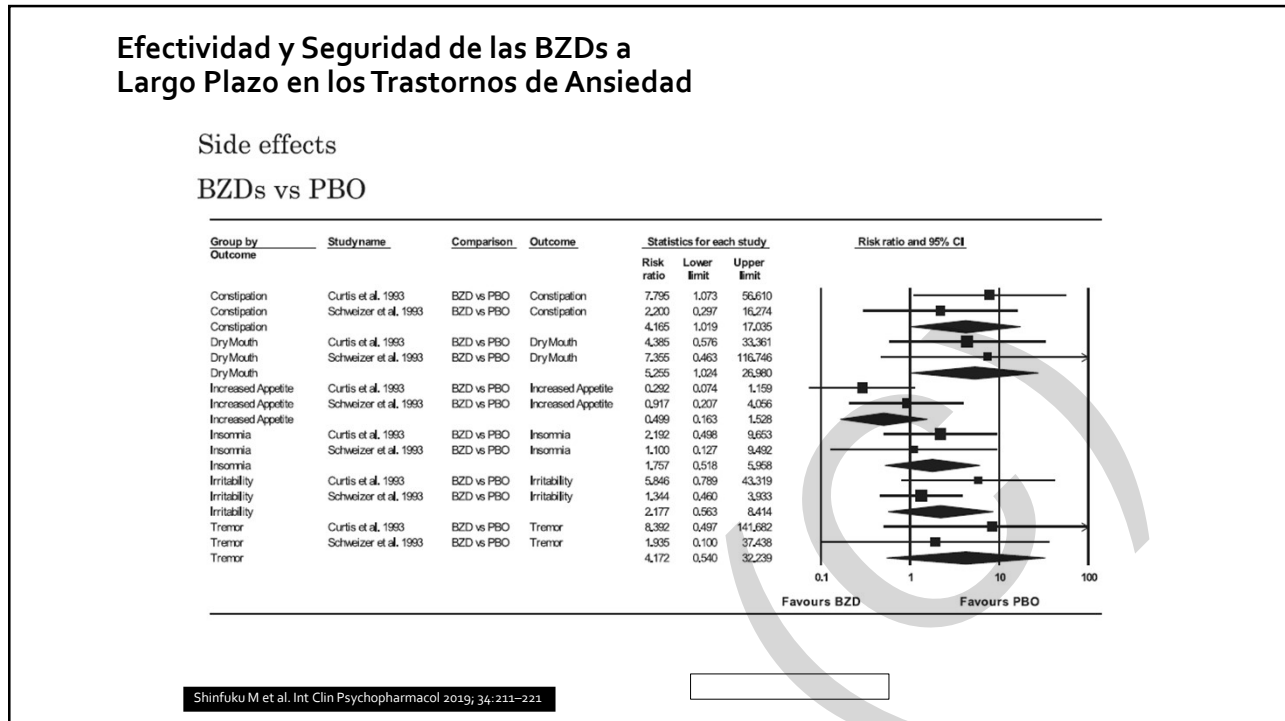 Efectividad y Seguridad de las BZDs a
Largo Plazo en los Trastornos de Ansiedad
Side effects
BZDs vs PBO
Group by Outcome Studyname Comparison Outcome Statistics for each study Risk ratio and 95% CI
Risk ratio Lower limit Upper limit
Constipation Curtis et al. 1993 BZD vs PBO Constipation 7.795 1.073 56.610
Constipation Schweizer et al. 1993 BZD vs PBO Constipation 2.200 0.297 16.274
Constipation 4.165 1.019 17.035
Dry Mouth Curtis et al. 1993 BZD vs PBO Dry Mouth 4.385 0.576 33.361
Dry Mouth Schweizer et al. 1993 BZD vs PBO Dry Mouth 7.355 0.463 116.746
Dry Mouth 5.255 1.024 26.980
Increased Appetite Curtis et al. 1993 BZD vs PBO Increased Appetite 0.292 0.074 1.159
Increased Appetite Schweizer et al. 1993 BZD vs PBO Increased Appetite 0.917 0.207 4.056
Increased Appetite 0.499 0.163 1.528
Insomnia Curtis et al. 1993 BZD vs PBO Insomnia 2.192 0.498 9.653
Insomnia Schweizer et al. 1993 BZD vs PBO Insomnia 1.100 0.127 9.492
Insomnia 1.757 0.518 5.958
Irritability Curtis et al. 1993 BZD vs PBO Irritability 5.846 0.789 43.319
Irritability Schweizer et al. 1993 BZD vs PBO Irritability 1.344 0.460 3.933
Irritability 2.177 0.563 8.414
Tremor Curtis et al. 1993 BZD vs PBO Tremor 8.392 0.497 141.682
Tremor Schweizer et al. 1993 BZD vs PBO Tremor 1.935 0.100 37.438
Tremor 4.172 0.540 32.239
0.1 1 10 100
Favours BZD Favours PBO
Shinfuku M et al. Int Clin Psychopharmacol 2019; 34:211–221
©